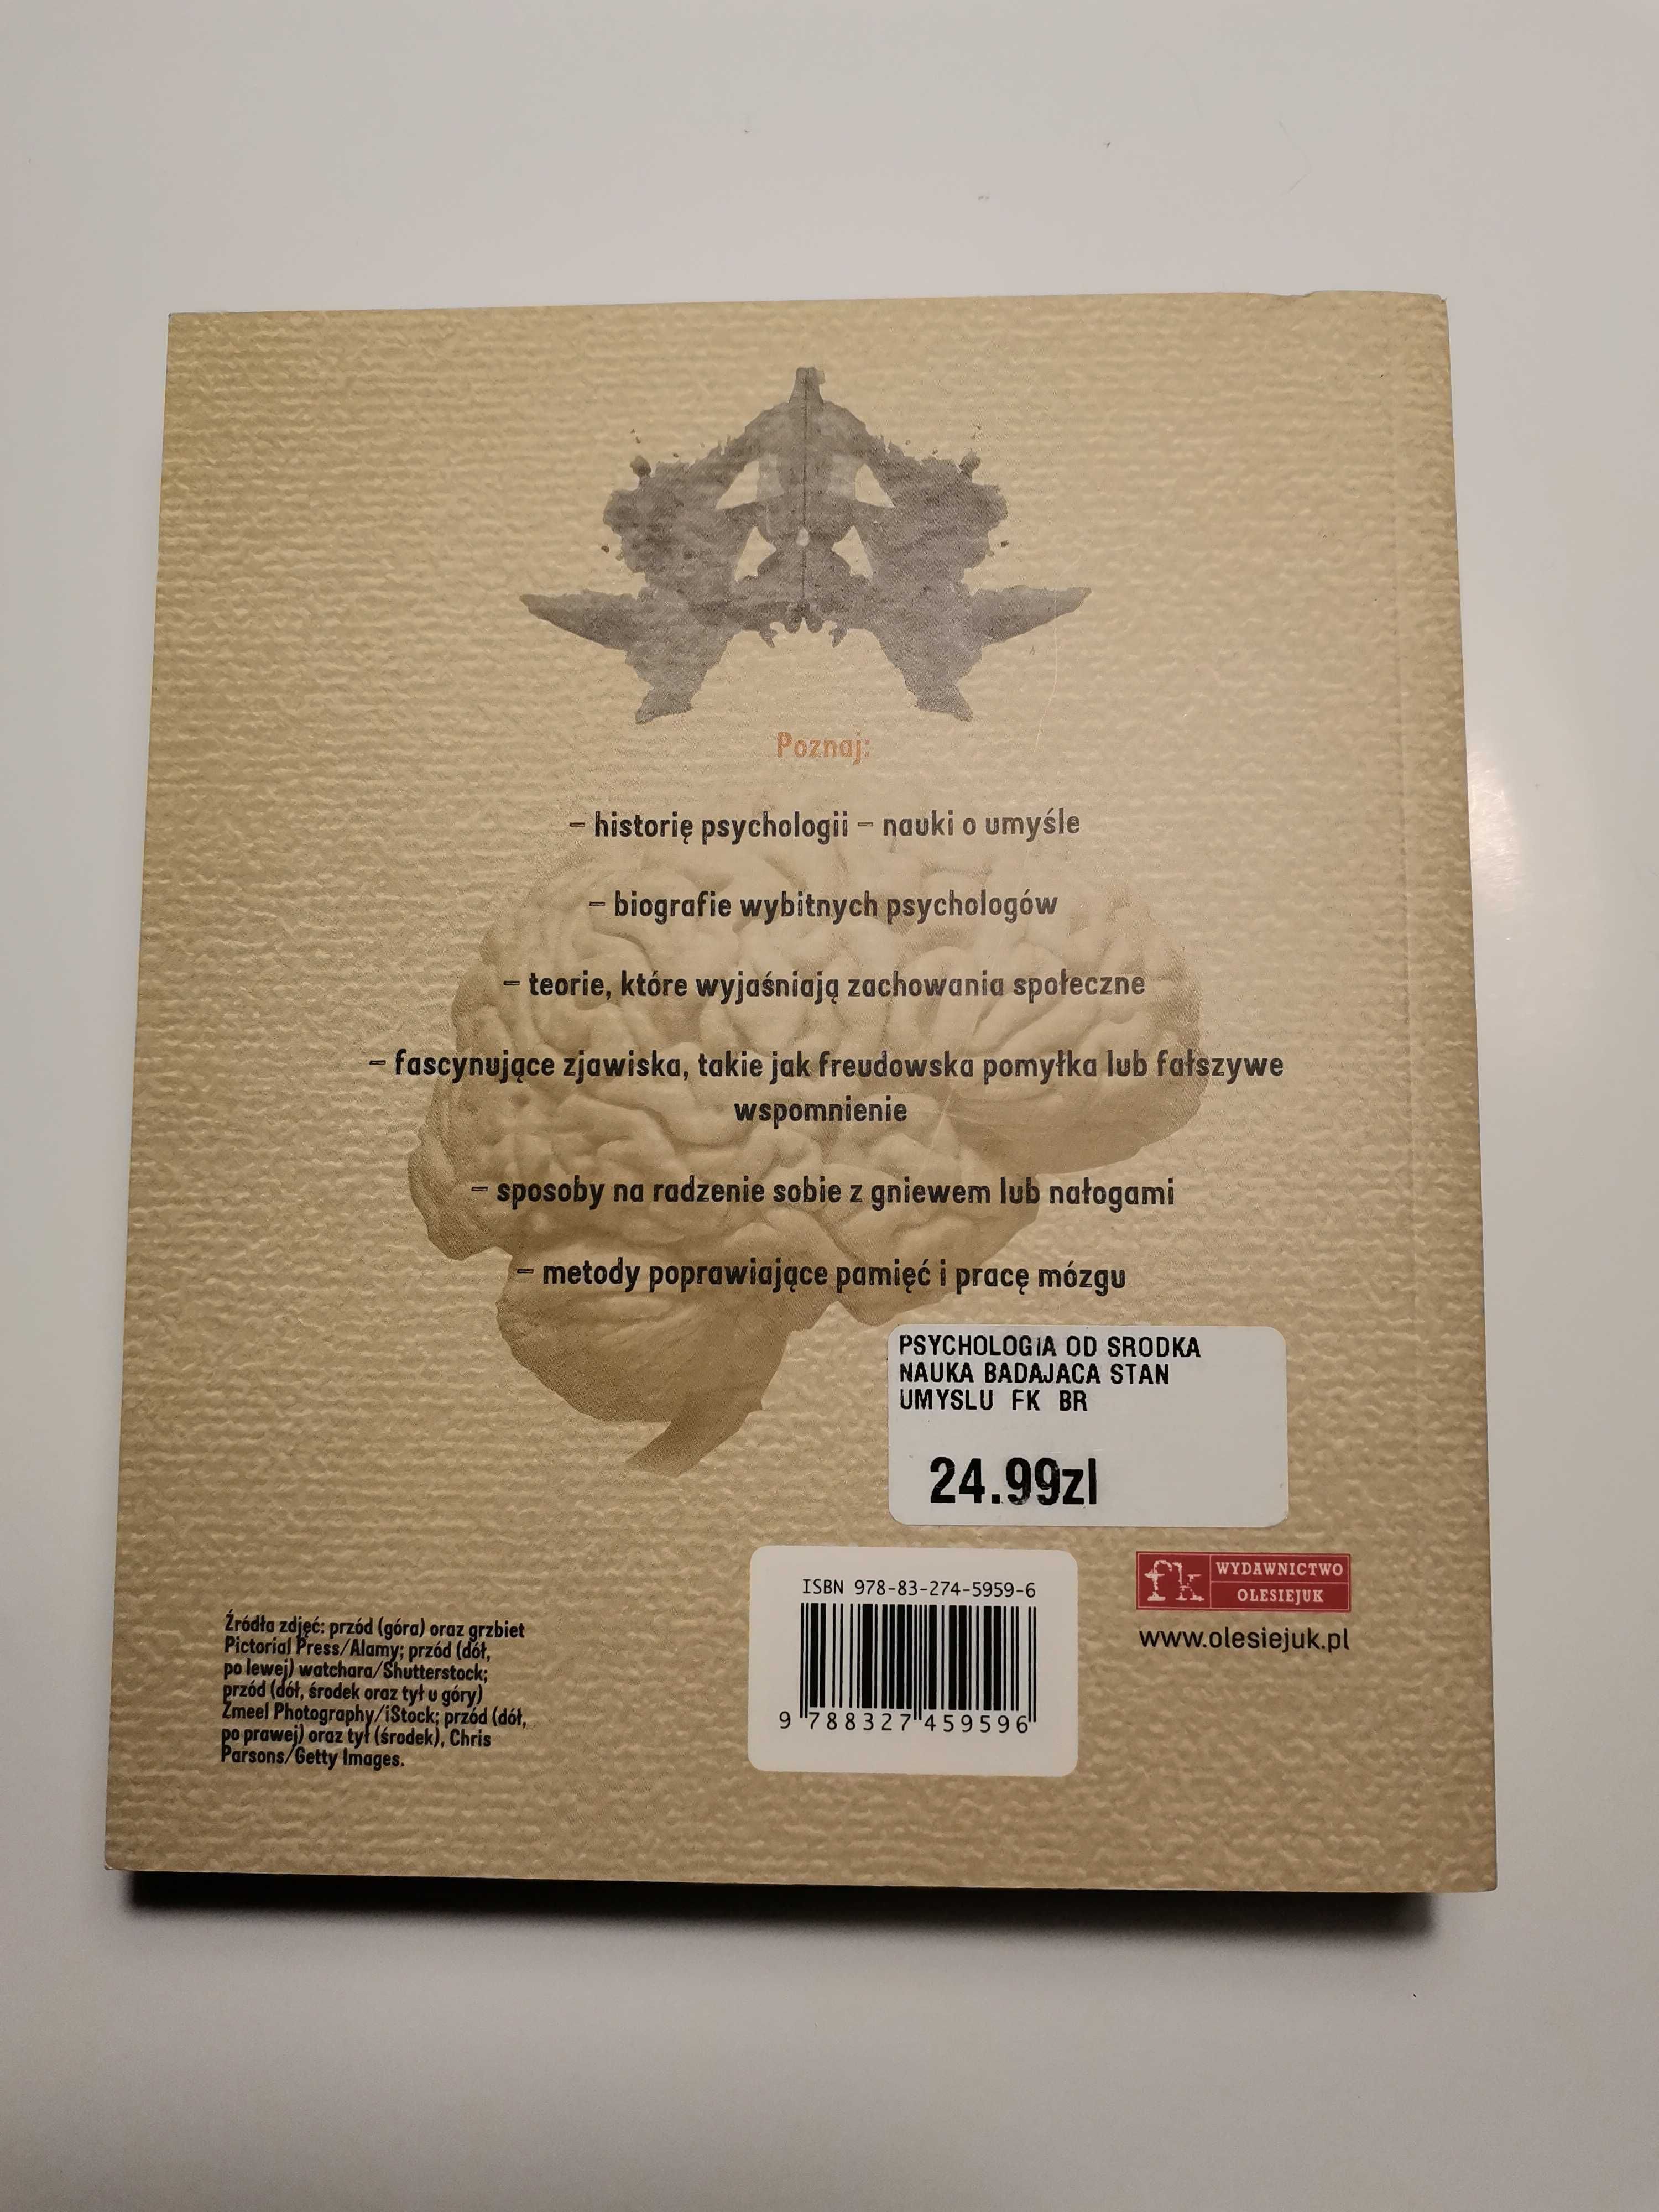 Poznaj:
– historię psychologii – nauki o umyśle
– biografie wybitnych psychologów
– teorie, które wyjaśniają zachowania społeczne
– fascynujące zjawiska, takie jak freudowska pomyłka lub fałszywe
wspomnienie
– sposoby na radzenie sobie z gniewem lub nałogami
– metody poprawiające pamięć i pracę mózgu
PSYCHOLOGIA OD SRODKA
NAUKA BADAJACA STAN
UMYSLU FK BR
24.99zl
Źródła zdjęć: przód (góra) oraz grzbiet
Pictorial Press/Alamy; przód (dół,
po lewej) watchara/Shutterstock;
przód (dół, środek oraz tył u góry)
Zmeel Photography/iStock; przód (dół,
po prawej) oraz tył (środek), Chris
Parsons/Getty Images.
ISBN 978-83-274-5959-6
9 788327 459596
fk WYDAWNICTWO
OLESIEJUK
www.olesiejuk.pl